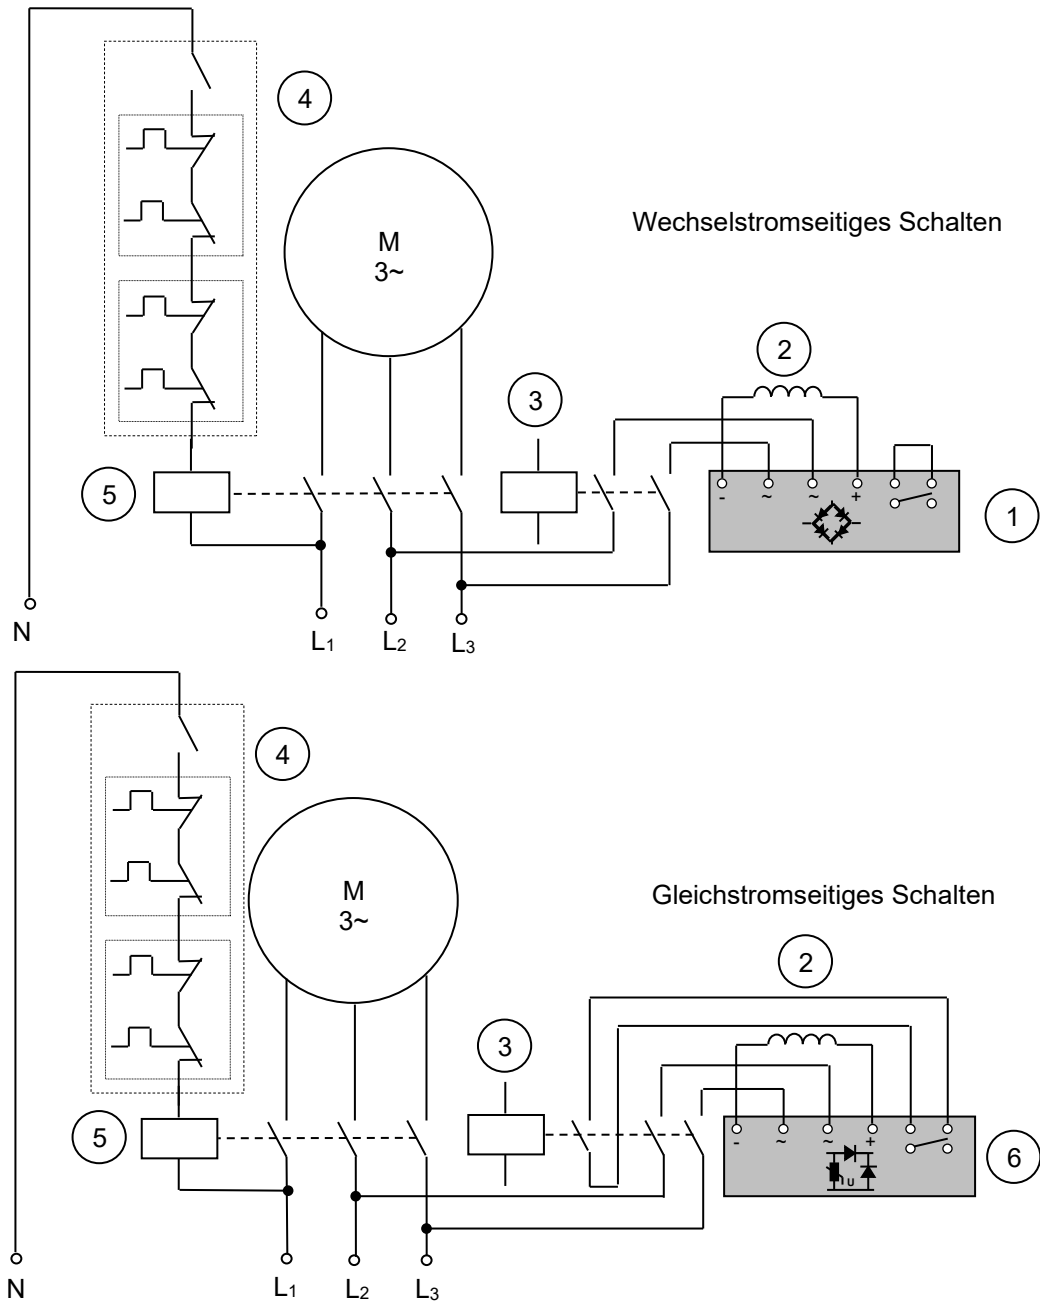 4
M
3~
Wechselstromseitiges Schalten
2
3
5
- ~ ~ +
1
N
L1 L2 L3
4
M
3~
Gleichstromseitiges Schalten
2
3
5
- ~ ~ +
U
6
N
L1 L2 L3